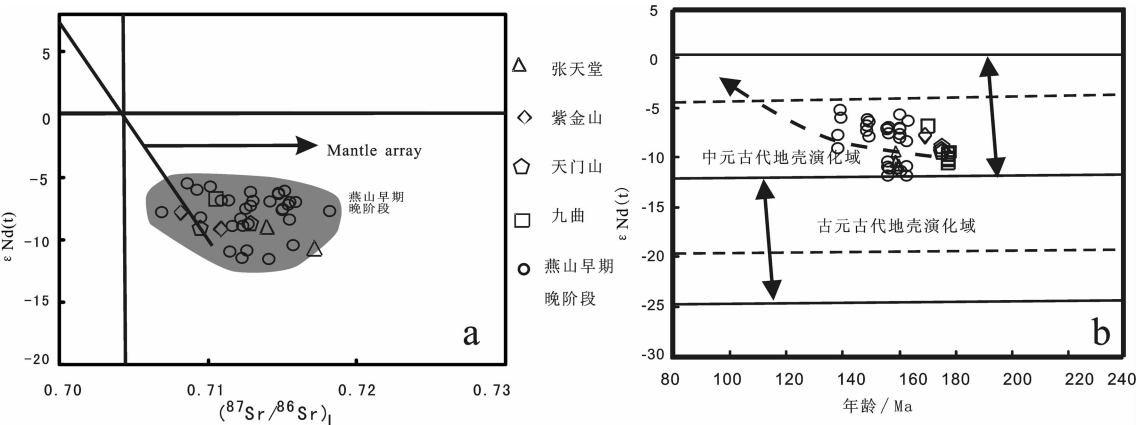 5
0
-5
-10
-15
-20
0.70
0.71
0.72
0.73
ε Nd(t)
(⁸⁷Sr/⁸⁶Sr)I
Mantle array
燕山早期
晚阶段
a
张天堂
紫金山
天门山
九曲
燕山早期
晚阶段
5
0
-5
-10
-15
-20
-25
-30
80
100
120
140
160
180
200
220
240
ε Nd(t)
年龄/Ma
中元古代地壳演化域
古元古代地壳演化域
b